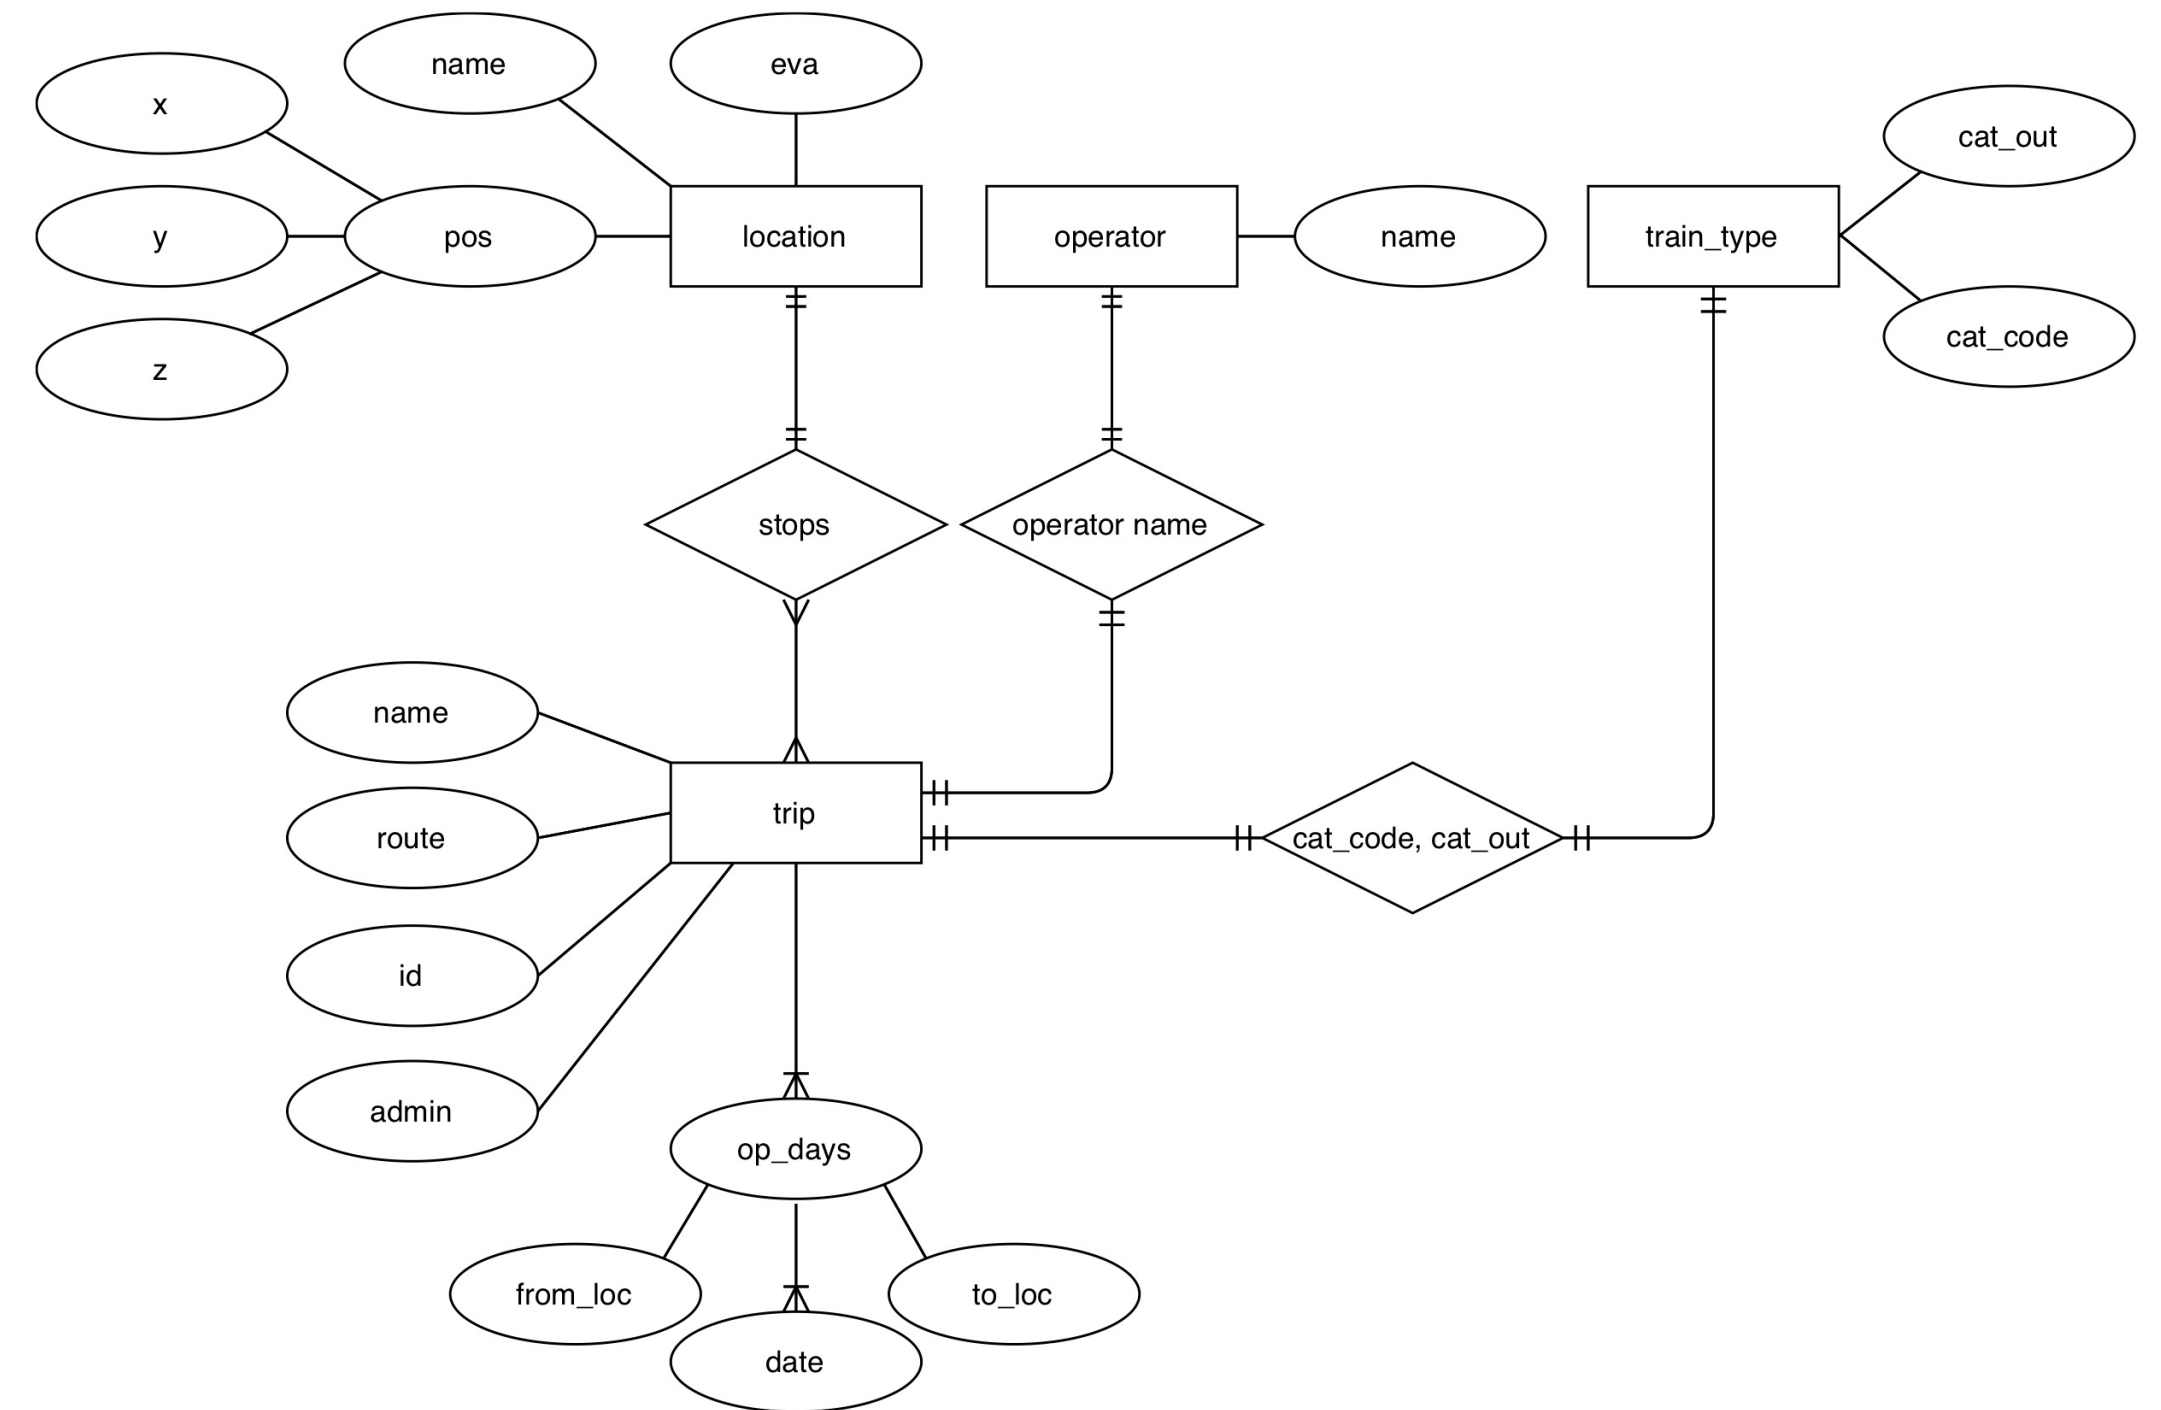 name
eva
x
cat_out
y
pos
location
operator
name
train_type
cat_code
z
stops
operator name
name
trip
route
cat_code, cat_out
id
admin
op_days
from_loc
to_loc
date